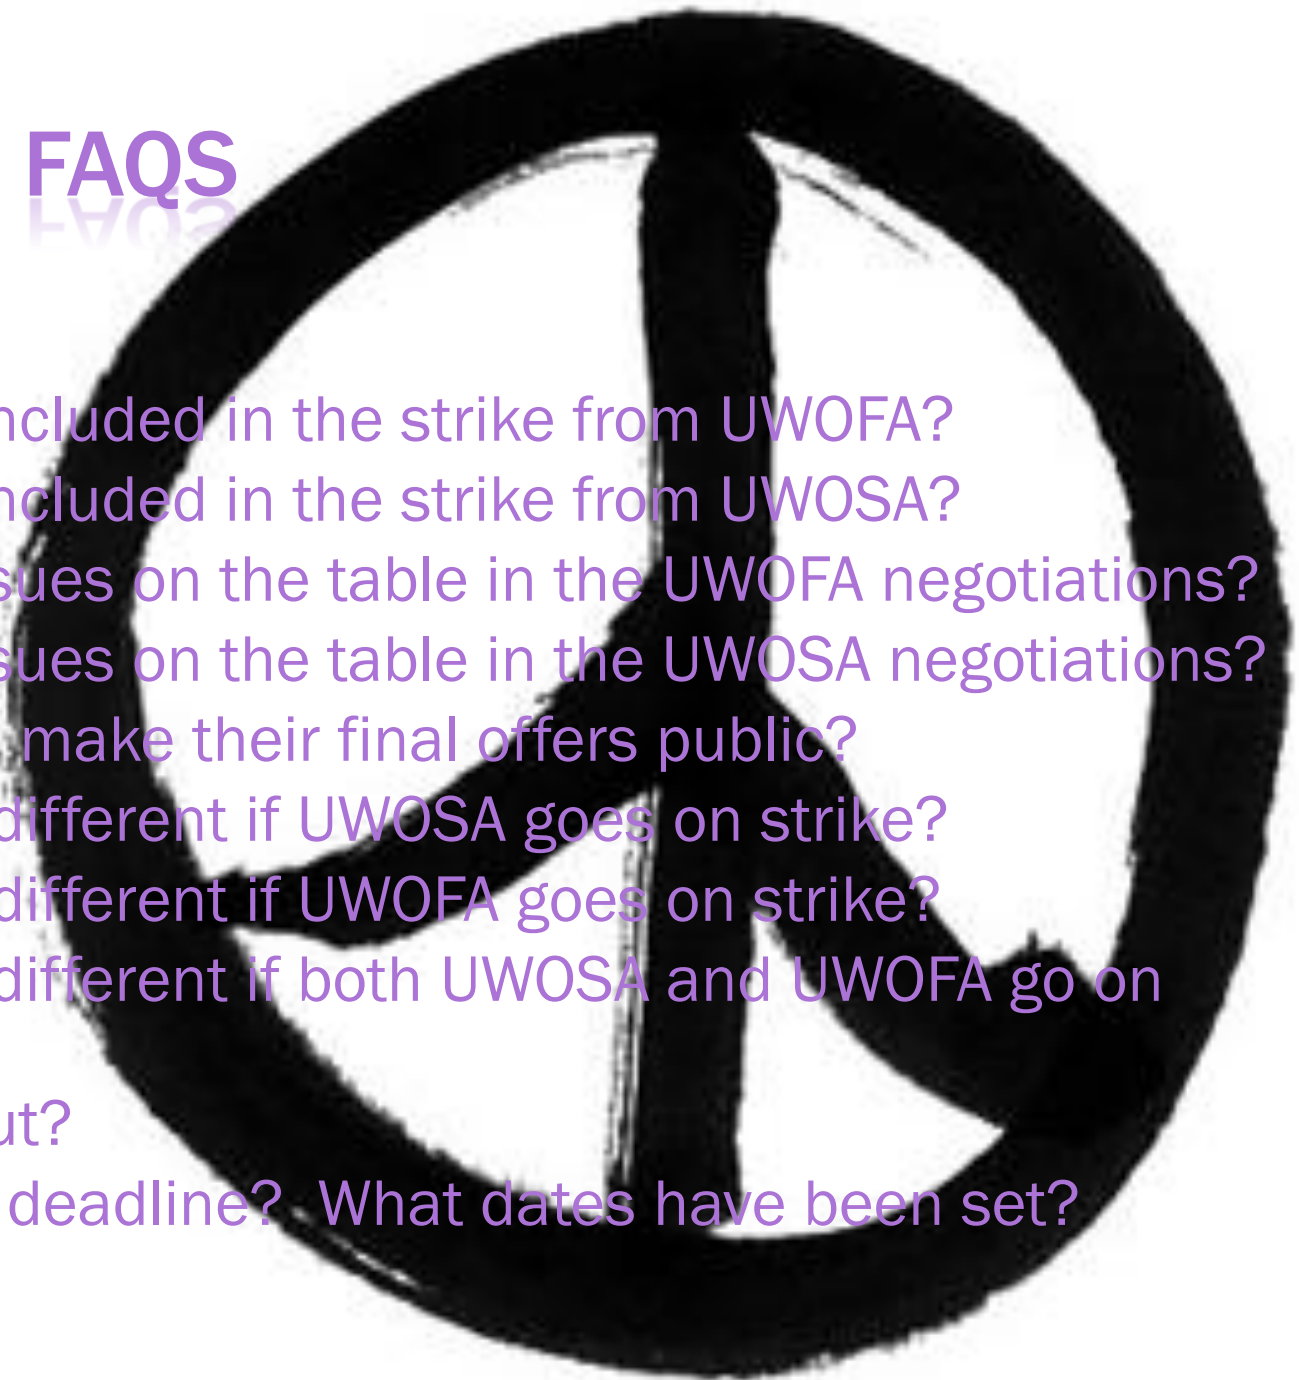 FAQS
ncluded in the strike from UWOFA?
ncluded in the strike from UWOSA?
sues on the table in the UWOFA negotiations?
sues on the table in the UWOSA negotiations?
make their final offers public?
different if UWOSA goes on strike?
different if UWOFA goes on strike?
different if both UWOSA and UWOFA go on
ut?
deadline?  What dates have been set?